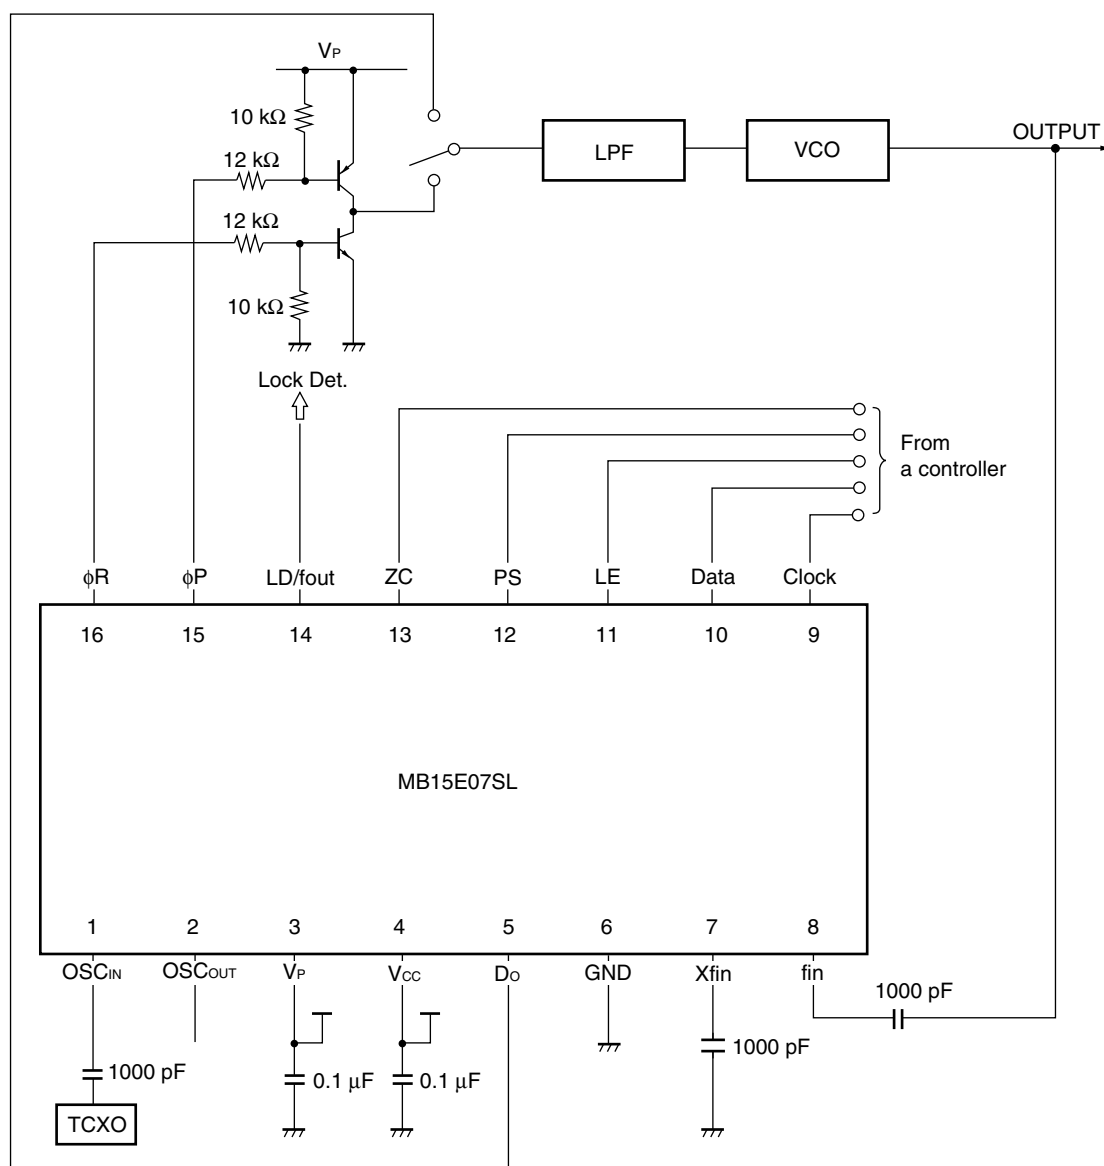 VP
10 kΩ
12 kΩ
12 kΩ
10 kΩ
LPF
VCO
OUTPUT
Lock Det.
From
a controller
φR
φP
LD/fout
ZC
PS
LE
Data
Clock
16
15
14
13
12
11
10
9
MB15E07SL
1
2
3
4
5
6
7
8
OSCIN
OSCOUT
VP
VCC
DO
GND
Xfin
fin
1000 pF
1000 pF
0.1 μF
0.1 μF
1000 pF
TCXO